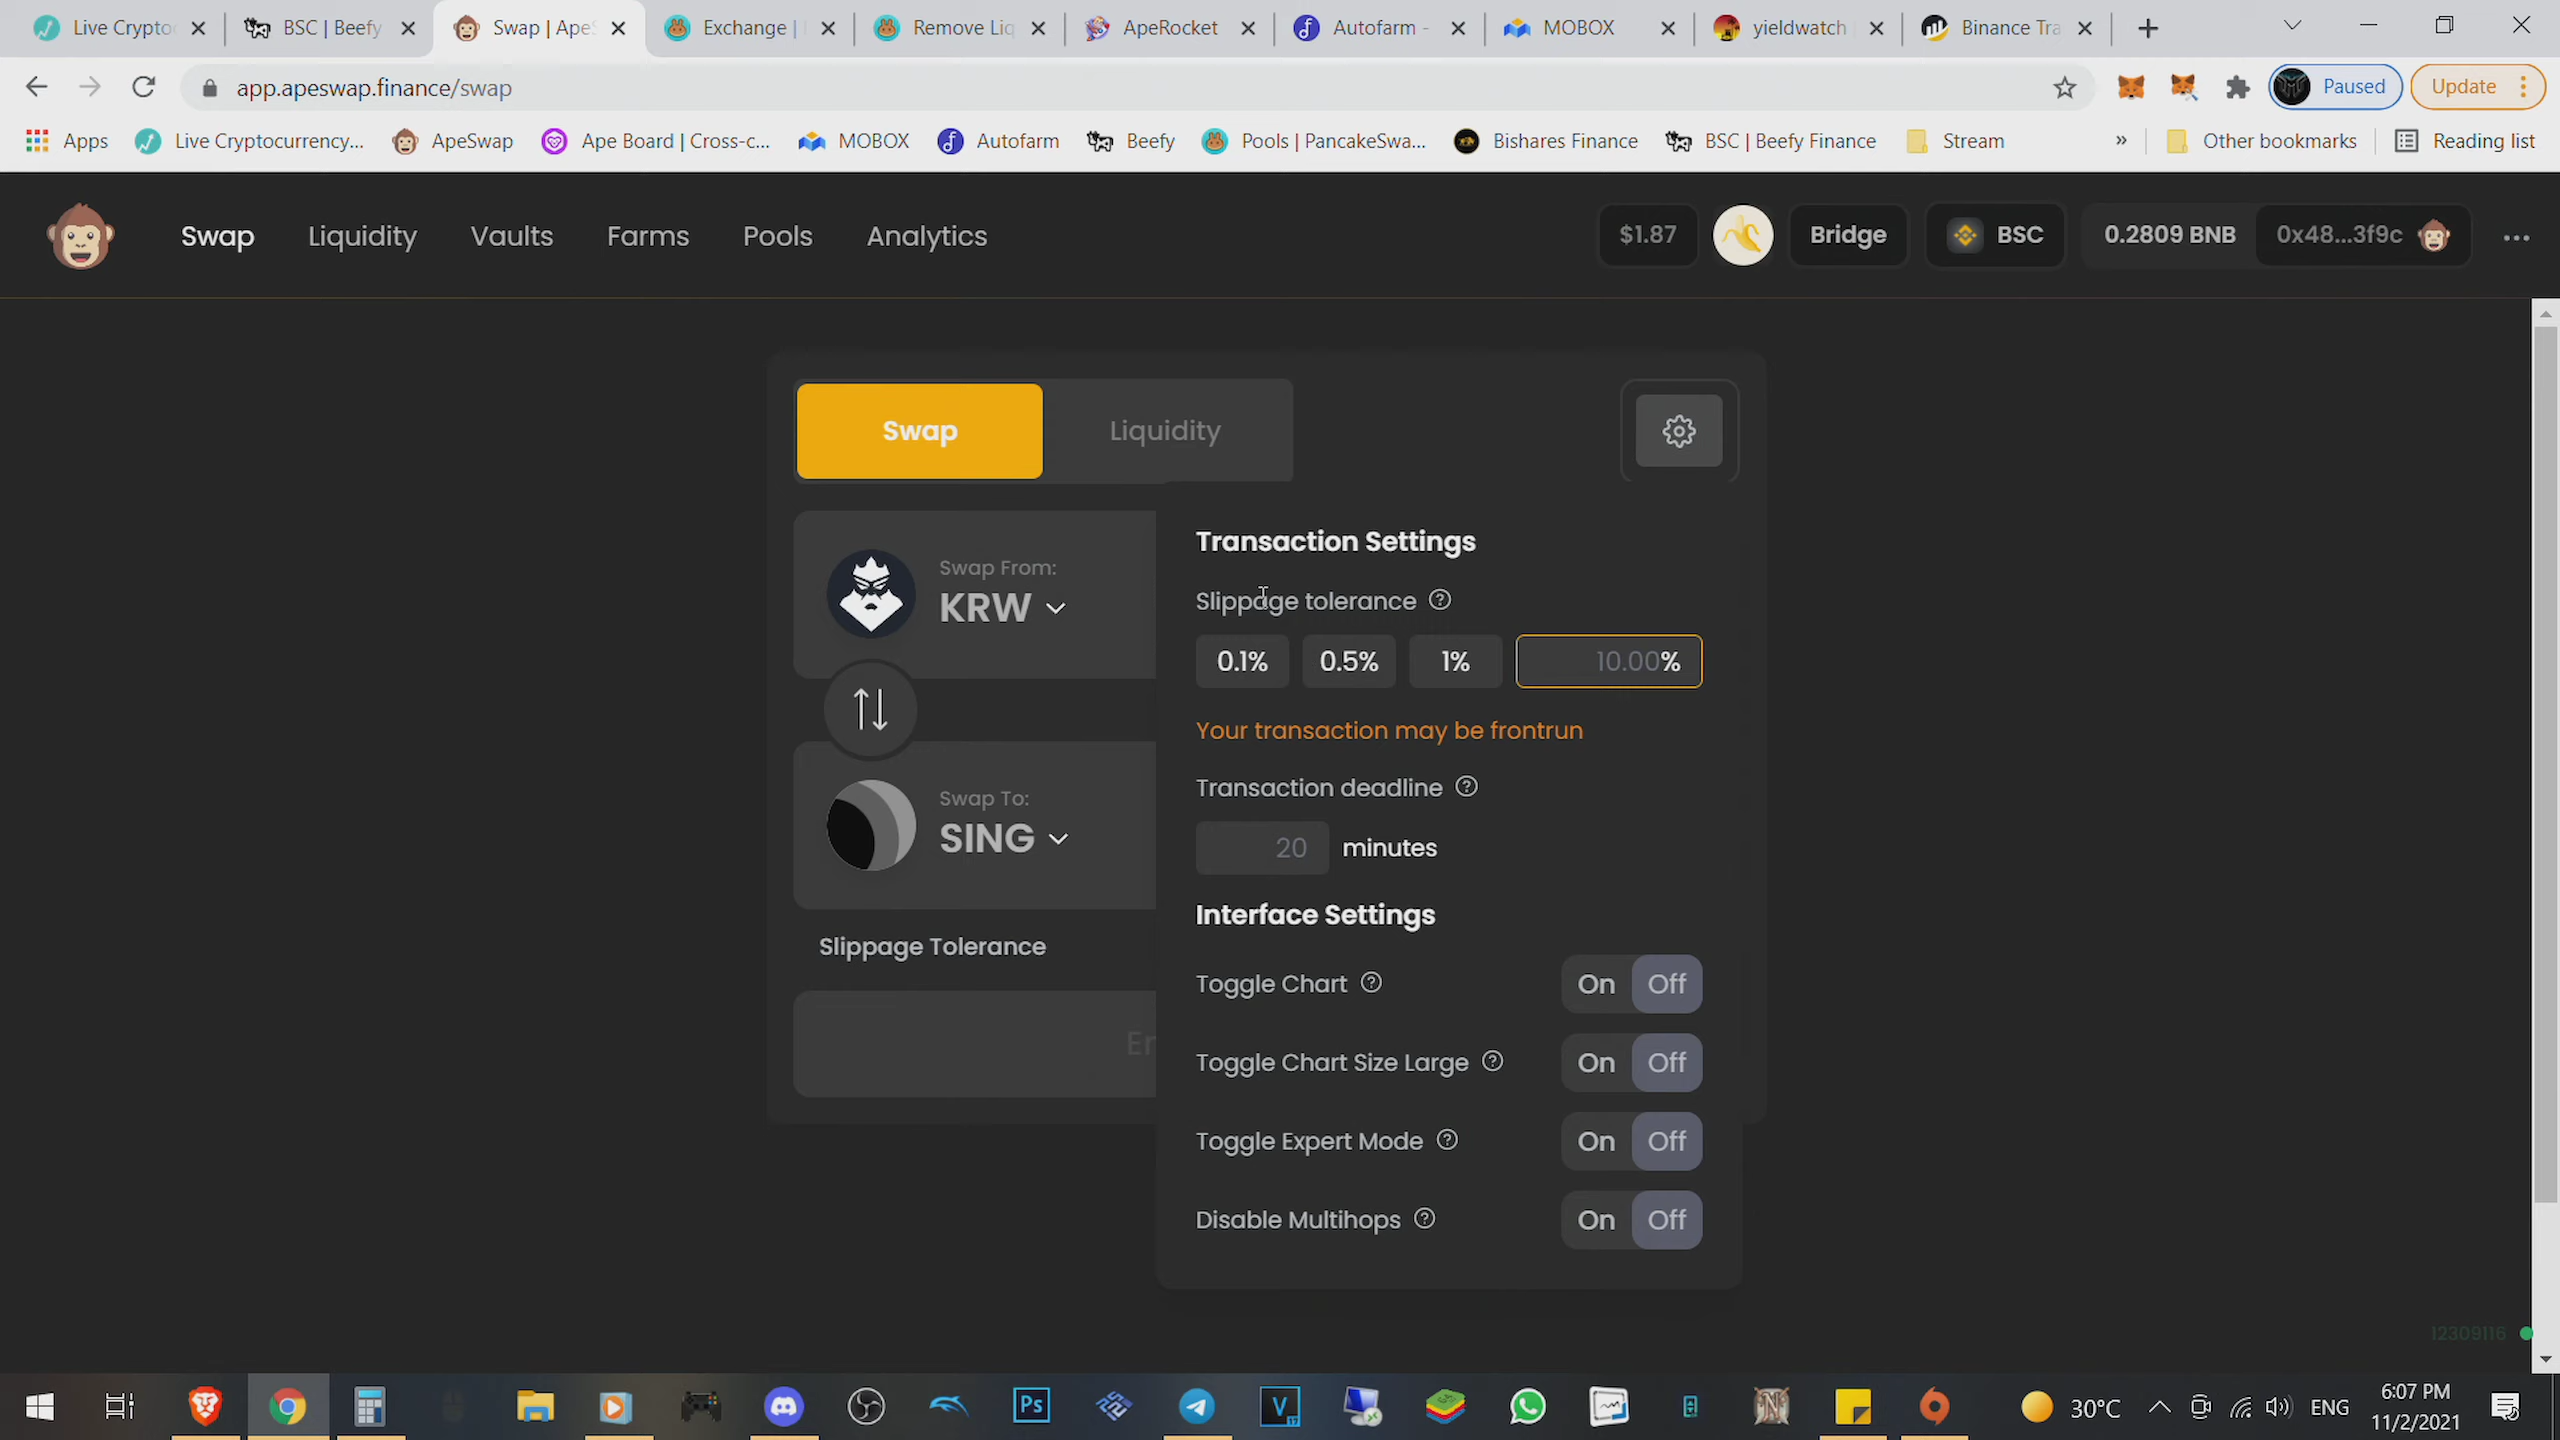 Live Crypto
BSC | Beefy
Swap | Ape
Exchange |
Remove Liq
ApeRocket
Autofarm -
MOBOX
yieldwatch
Binance Tra
app.apeswap.finance/swap
Paused
Update
Apps
Live Cryptocurrency...
ApeSwap
Ape Board | Cross-c...
MOBOX
Autofarm
Beefy
Pools | PancakeSwa...
Bishares Finance
BSC | Beefy Finance
Stream
»
Other bookmarks
Reading list
Swap
Liquidity
Vaults
Farms
Pools
Analytics
$1.87
Bridge
BSC
0.2809 BNB
0x48...3f9c
Swap
Liquidity
Swap From:
KRW
Swap To:
SING
Slippage Tolerance
En
Transaction Settings
Slippage tolerance
0.1%
0.5%
1%
10.00%
Your transaction may be frontrun
Transaction deadline
20 minutes
Interface Settings
Toggle Chart
On Off
Toggle Chart Size Large
On Off
Toggle Expert Mode
On Off
Disable Multihops
On Off
12309116
Ps
V
30°C
ENG
6:07 PM
11/2/2021